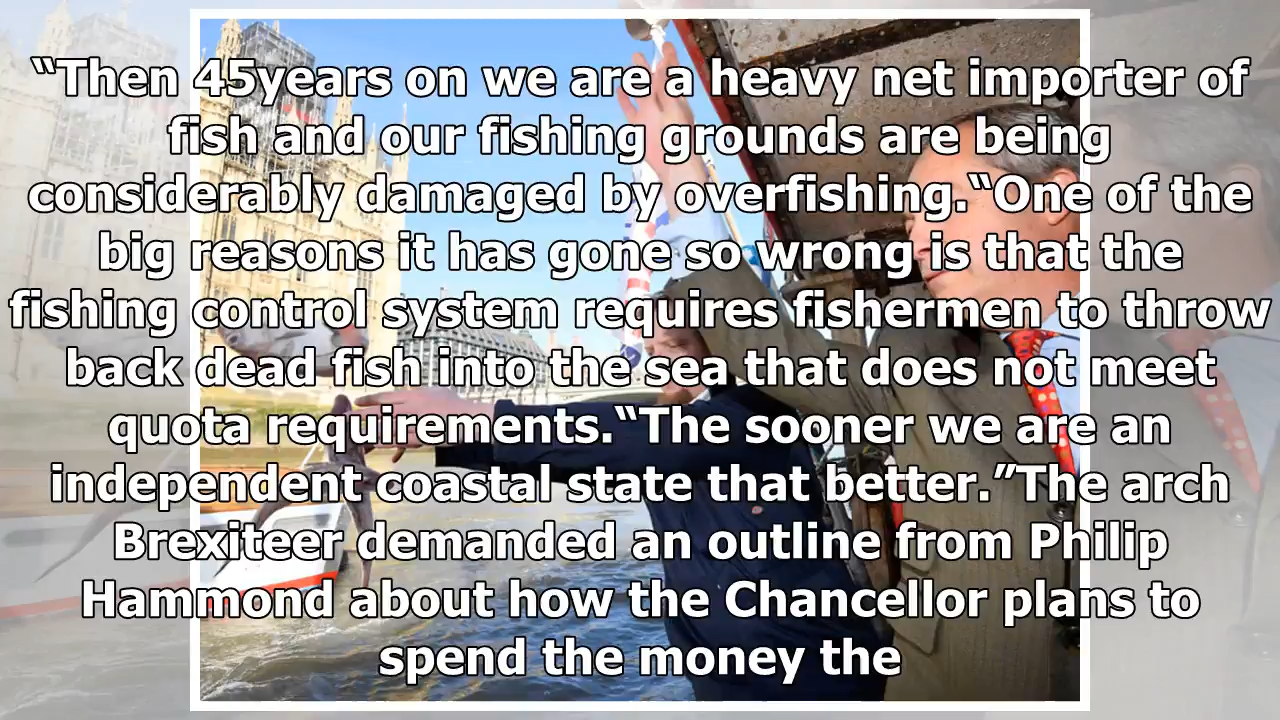 “Then 45years on we are a heavy net importer of
fish and our fishing grounds are being
considerably damaged by overfishing.“One of the
big reasons it has gone so wrong is that the
fishing control system requires fishermen to throw
back dead fish into the sea that does not meet
quota requirements.“The sooner we are an
independent coastal state that better.”The arch
Brexiteer demanded an outline from Philip
Hammond about how the Chancellor plans to
spend the money the